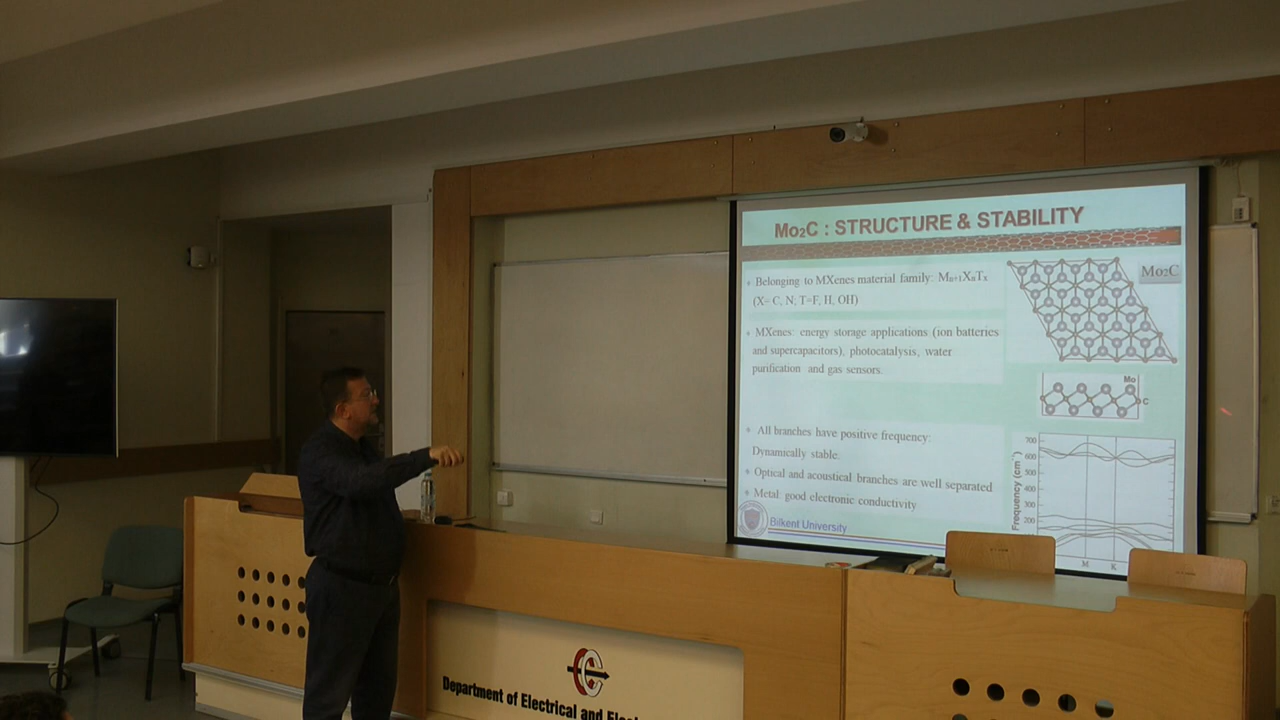 Mo₂C : STRUCTURE & STABILITY
Belonging to MXenes material family: Mₙ₊₁XₙTₓ
(X= C, N; T=F, H, OH)
MXenes: energy storage applications (ion batteries
and supercapacitors), photocatalysis, water
purification and gas sensors.
All branches have positive frequency:
Dynamically stable.
Optical and acoustical branches are well separated.
Metal: good electronic conductivity
Bilkent University
Mo₂C
Mo
C
Frequency (cm⁻¹)
700
600
500
400
300
200
M K
Department of Electrical and